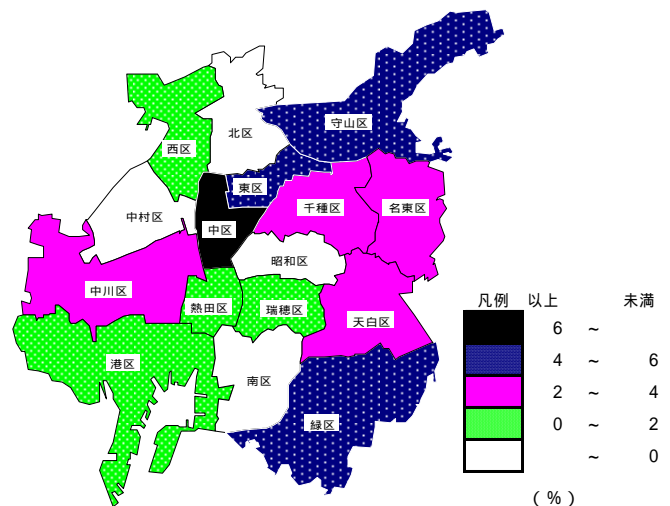 守山区
北区
西区
東区
千種区
名東区
中村区
中区
昭和区
中川区
熱田区
瑞穂区
天白区
港区
南区
緑区
凡例 以上 未満
6 ~
4 ~ 6
2 ~ 4
0 ~ 2
~ 0
(%)